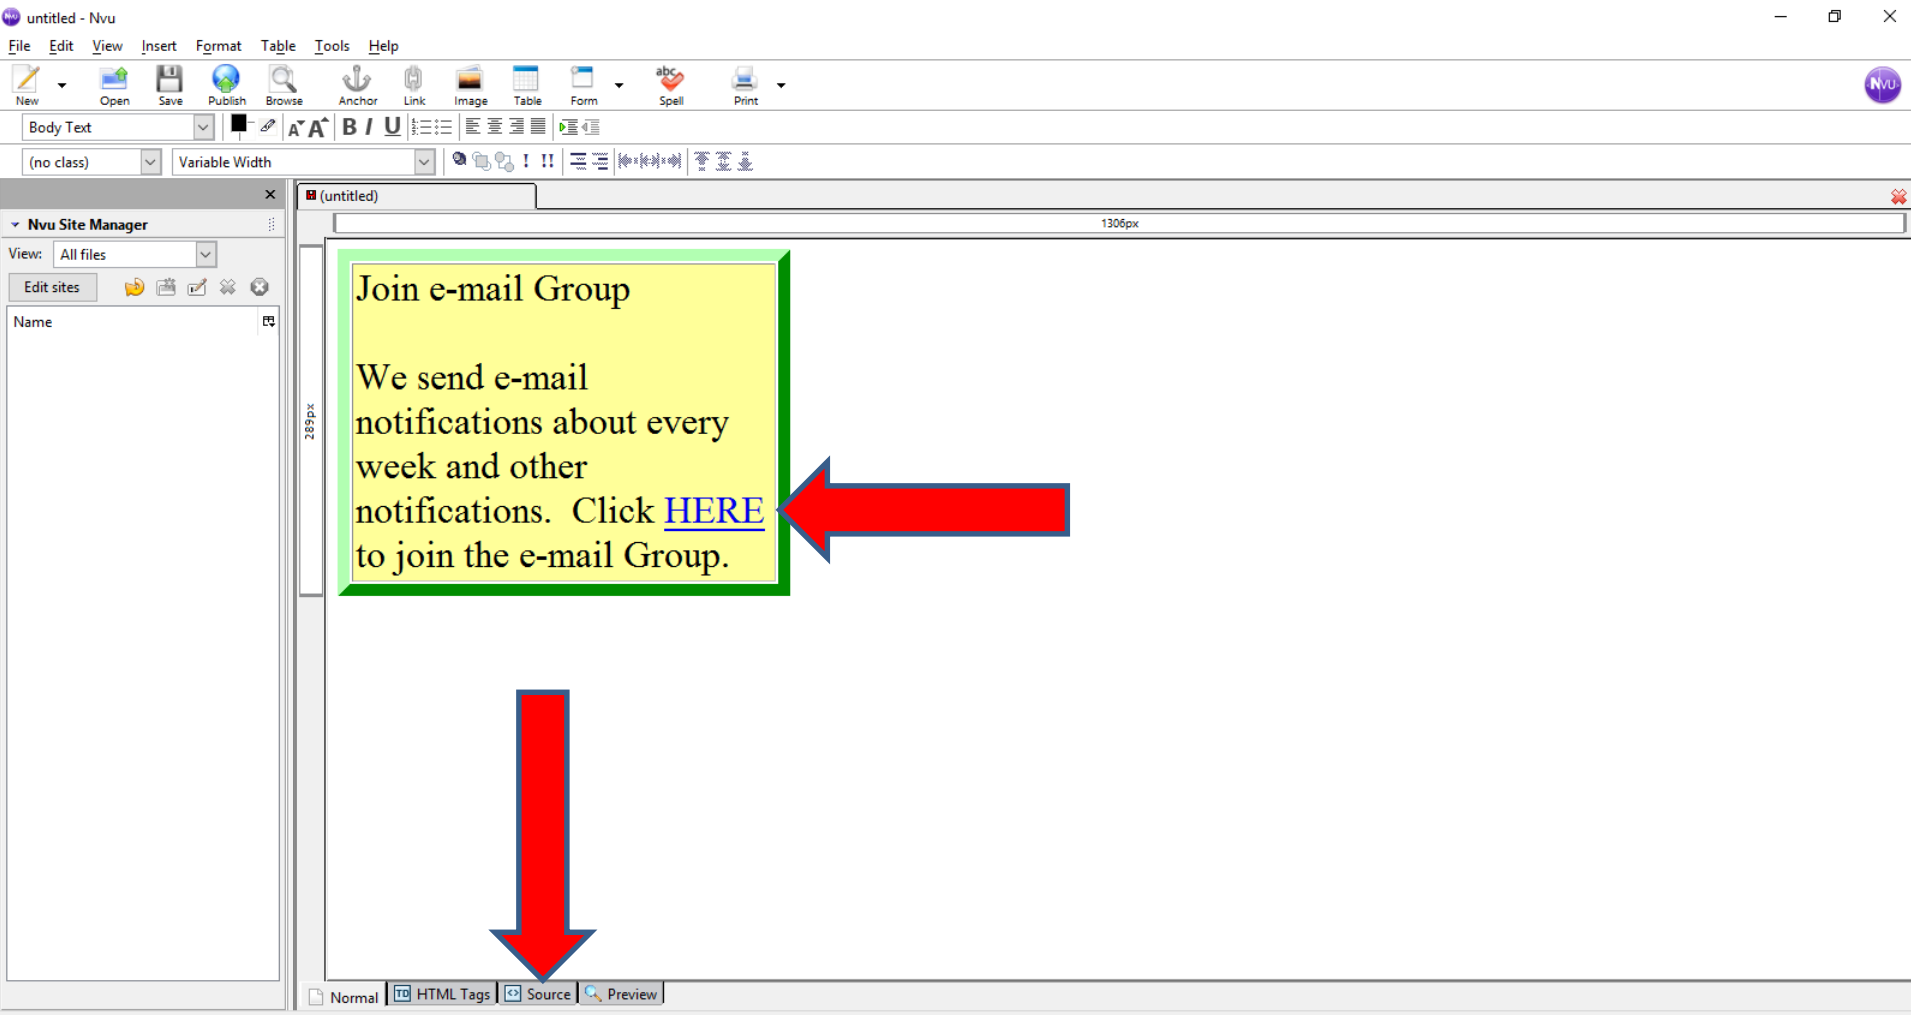 untitled - Nvu
File Edit View Insert Format Table Tools Help
abc
New Open Save Publish Browse Anchor Link Image Table Form Spell Print
NVU
Body Text A A B I U
(no class) Variable Width ! !!
(untitled)
1306px
Nvu Site Manager
View: All files
Edit sites
Name
289px
Join e-mail Group
We send e-mail
notifications about every
week and other
notifications. Click HERE
to join the e-mail Group.
Normal TD HTML Tags Source Preview